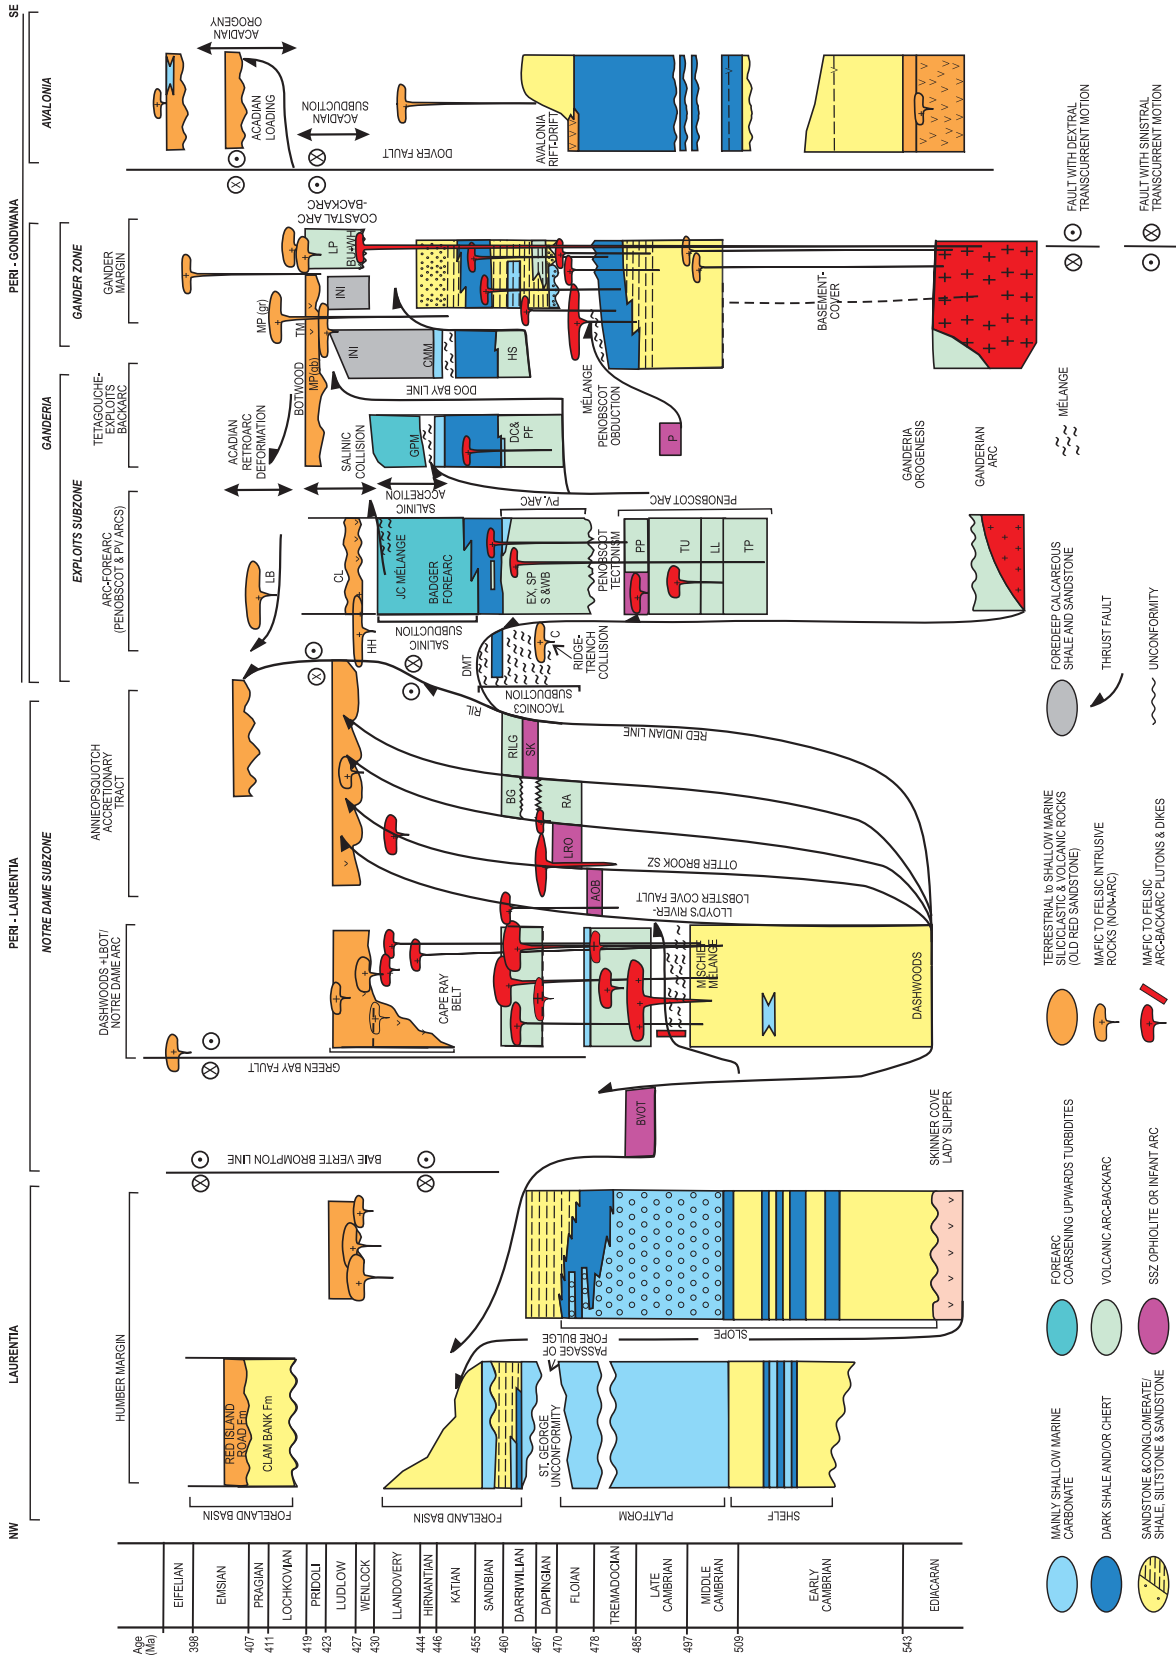 NW
SE
LAURENTIA
PERI - LAURENTIA
PERI - GONDWANA
NOTRE DAME SUBZONE
GANDERIA
EXPLOITS SUBZONE
GANDER ZONE
AVALONIA
HUMBER MARGIN
DASHWOODS +LBOT/
NOTRE DAME ARC
ANNIEOPSQUOTCH
ACCRETIONARY
TRACT
ARC-FOREARC
(PENOBSCOT & PV ARCS)
TETAGOUCHE-
EXPLOITS
BACKARC
GANDER
MARGIN
Age
(Ma)
398
407
411
419
423
427
430
444
446
455
460
467
470
478
485
497
509
543
EIFELIAN
EMSIAN
PRAGIAN
LOCHKOVIAN
PRIDOLI
LUDLOW
WENLOCK
LLANDOVERY
HIRNANTIAN
KATIAN
SANDBIAN
DARRIWILIAN
DAPINGIAN
FLOIAN
TREMADOCIAN
LATE
CAMBRIAN
MIDDLE
CAMBRIAN
EARLY
CAMBRIAN
EDIACARAN
FORELAND BASIN
FORELAND BASIN
PLATFORM
SHELF
RED ISLAND
ROAD Fm
CLAM BANK Fm
ST. GEORGE
UNCONFORMITY
PASSAGE OF
FORE BULGE
SLOPE
BAIE VERTE BROMPTON LINE
SKINNER COVE
LADY SLIPPER
BVOT
GREEN BAY FAULT
CAPE RAY
BELT
MISCHIEF
MELANGE
DASHWOODS
LLOYD'S RIVER-
LOBSTER COVE FAULT
OTTER BROOK SZ
AOB
LRO
RA
BG
RILG
SK
RED INDIAN LINE
RIL
TACONIC3
SUBDUCTION
DMT
C
RIDGE-
TRENCH
COLLISION
SALINIC
SUBDUCTION
HH
LB
CL
JC MÉLANGE
BADGER
FOREARC
EX, SP
S &WB
PENOBSCOT
TECTONISM
PP
TU
LL
TP
PENOBSCOT ARC
PV. ARC
SALINIC
ACCRETION
SALINIC
COLLISION
ACADIAN
RETROARC
DEFORMATION
GPM
DC&
PF
P
MÉLANGE
PENOBSCOT
OBDUCTION
GANDERIA
OROGENESIS
GANDERIAN
ARC
DOG BAY LINE
BOTWOOD
MP(gb)
TM
MP (gr)
INI
INI
CMM
HS
LP
BU-WH
COASTAL ARC
-BACKARC
BASEMENT-
COVER
DOVER FAULT
ACADIAN
SUBDUCTION
ACADIAN
LOADING
ACADIAN
OROGENY
AVALONIA
RIFT-DRIFT
MAINLY SHALLOW MARINE
CARBONATE
DARK SHALE AND/OR CHERT
SANDSTONE &CONGLOMERATE/
SHALE, SILTSTONE & SANDSTONE
FOREARC
COARSENING UPWARDS TURBIDITES
VOLCANIC ARC-BACKARC
SSZ OPHIOLITE OR INFANT ARC
TERRESTRIAL to SHALLOW MARINE
SILICICLASTIC & VOLCANIC ROCKS
(OLD RED SANDSTONE)
MAFIC TO FELSIC INTRUSIVE
ROCKS (NON-ARC)
MAFIC TO FELSIC
ARC-BACKARC PLUTONS & DIKES
FOREDEEP CALCAREOUS
SHALE AND SANDSTONE
THRUST FAULT
UNCONFORMITY
MÉLANGE
FAULT WITH DEXTRAL
TRANSCURRENT MOTION
FAULT WITH SINISTRAL
TRANSCURRENT MOTION